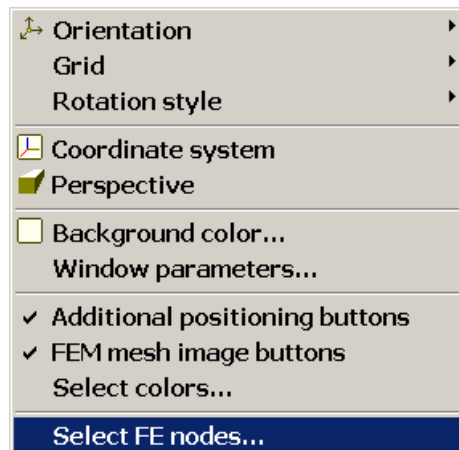 Orientation
Grid
Rotation style
Coordinate system
Perspective
Background color...
Window parameters...
Additional positioning buttons
FEM mesh image buttons
Select colors...
Select FE nodes...